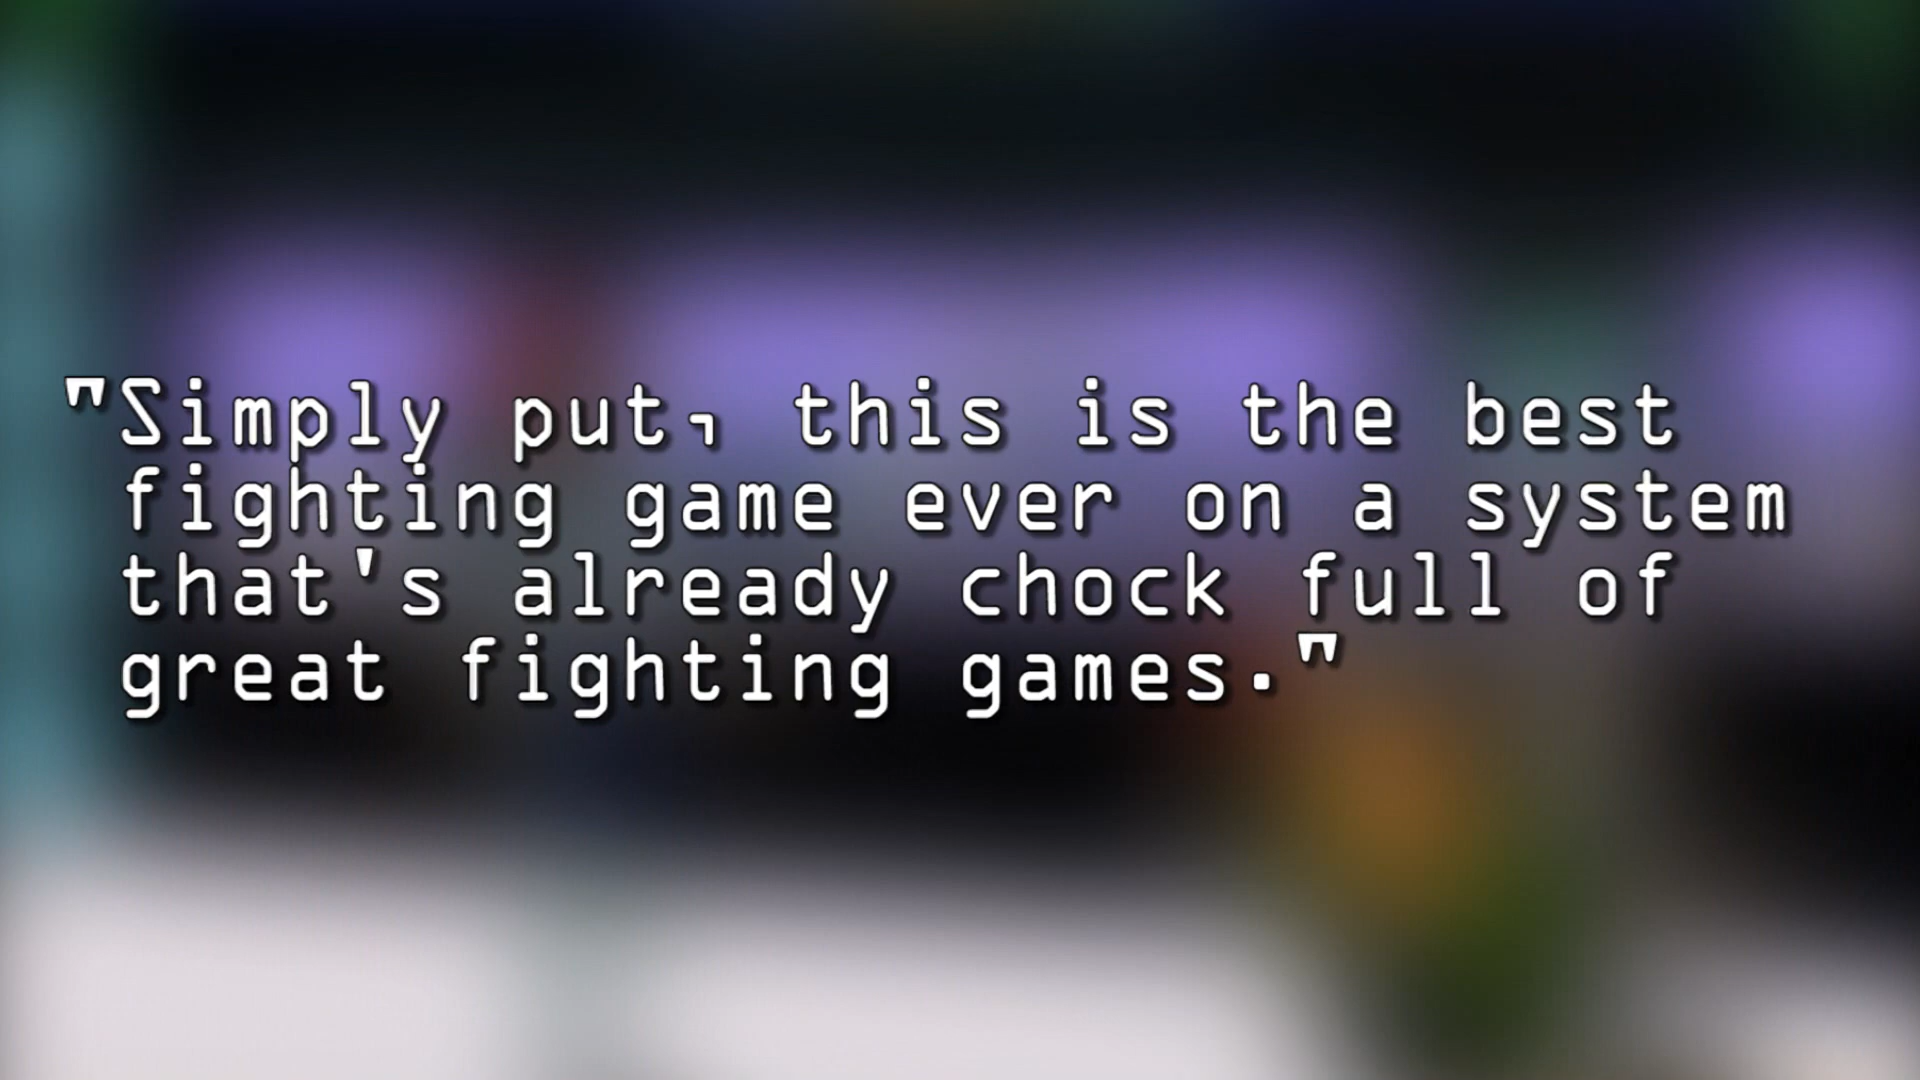 "Simply put, this is the best
fighting game ever on a system
that's already chock full of
great fighting games."